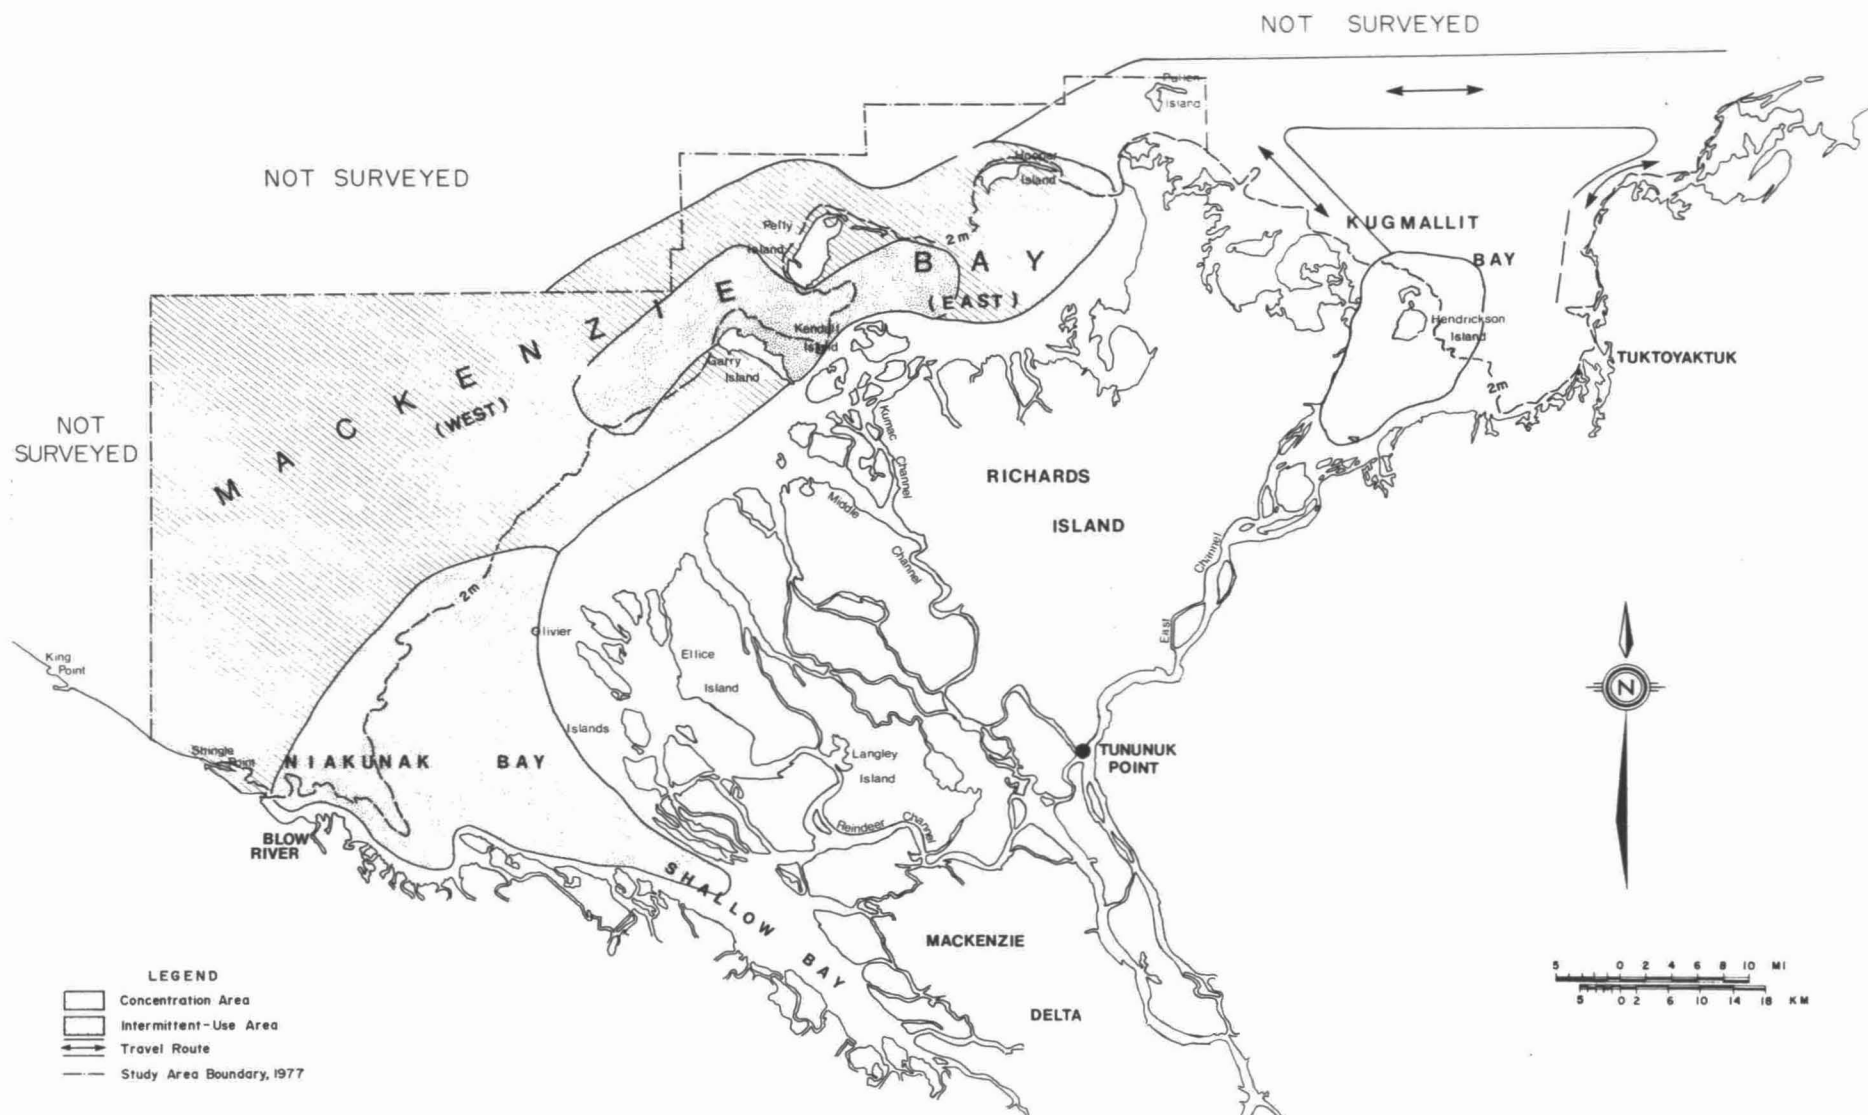 NOT SURVEYED
Pullen
Island
NOT SURVEYED
Hooper
Island
Pelly
Island
2m
KUGMALLIT
BAY
BAY
(EAST)
Hendrickson
Island
Kendall
Island
Garry
Island
TUKTOYAKTUK
2m
MACKENZIE
(WEST)
NOT
SURVEYED
Kumac
Channel
RICHARDS
ISLAND
Middle
Channel
Channel
East
2m
Olivier
Islands
Ellice
Island
King
Point
Shingle
Point
NIAKUNAK BAY
Langley
Island
TUNUNUK
POINT
Reindeer
Channel
BLOW
RIVER
SHALLOW
BAY
MACKENZIE
DELTA
N
LEGEND
Concentration Area
Intermittent-Use Area
Travel Route
Study Area Boundary, 1977
5 0 2 4 6 8 10 MI
5 0 2 6 10 14 18 KM